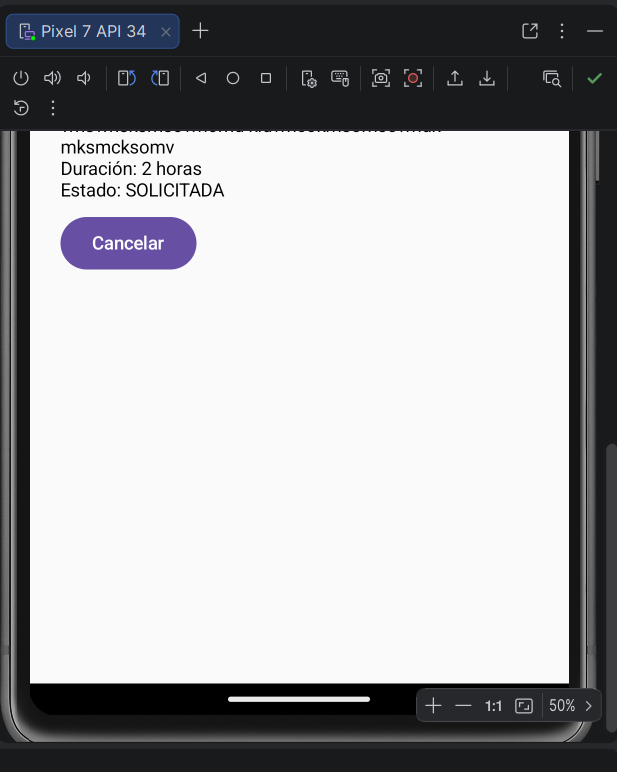 Pixel 7 API 34
mksmcksomv
Duración: 2 horas
Estado: SOLICITADA
Cancelar
1:1
50%